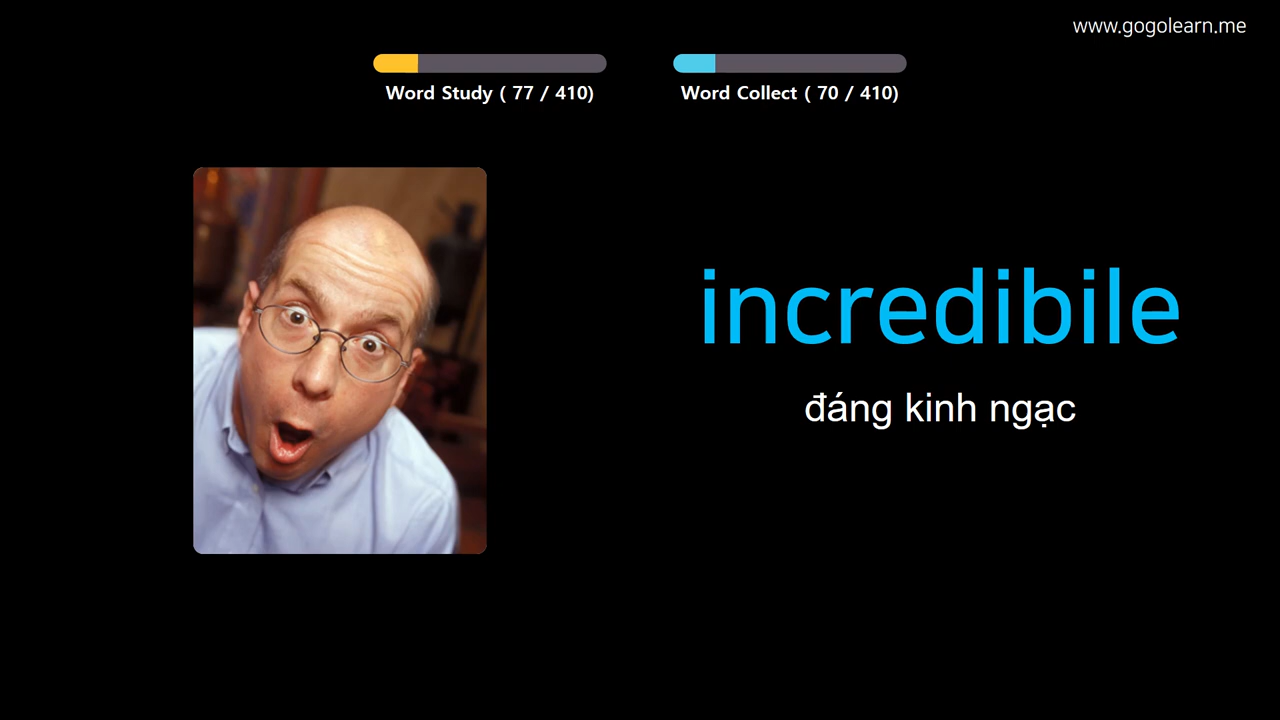 www.gogolearn.me
Word Study ( 77 / 410)
Word Collect ( 70 / 410)
incredibile
đáng kinh ngạc